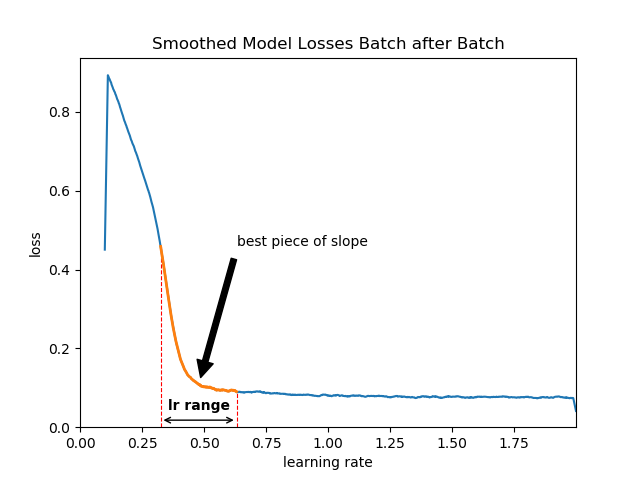 Smoothed Model Losses Batch after Batch
0.8
0.6
0.4
0.2
0.0
loss
best piece of slope
lr range
0.00 0.25 0.50 0.75 1.00 1.25 1.50 1.75
learning rate